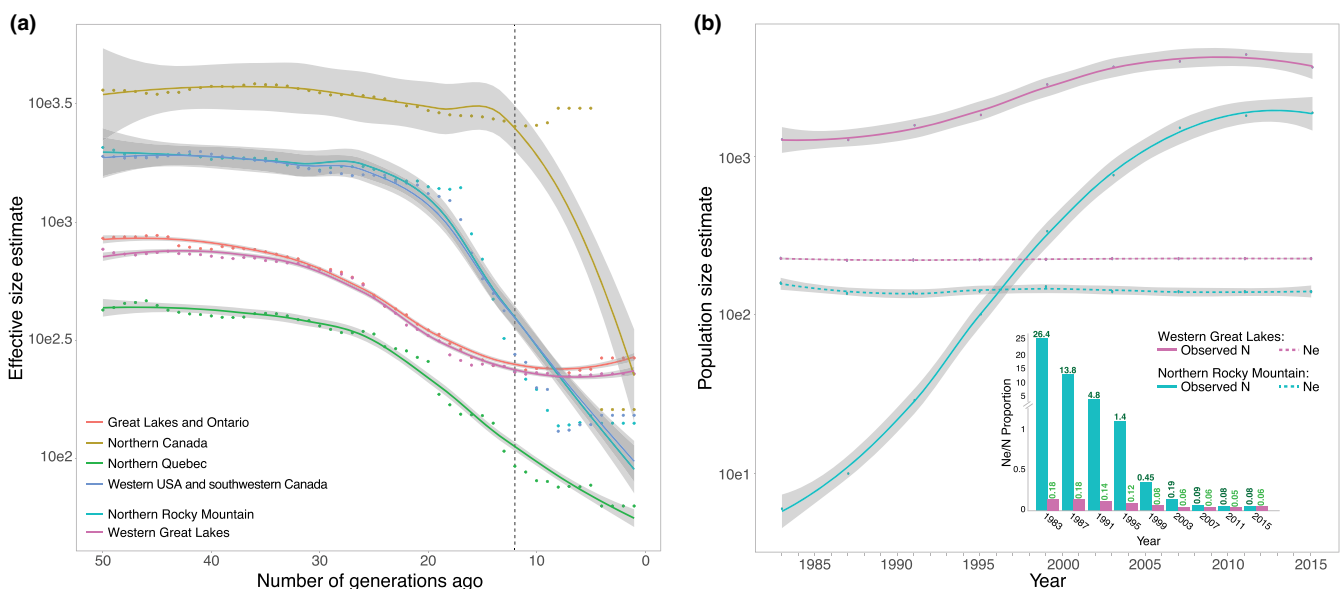 (a)
Effective size estimate
10e3.5
10e3
10e2.5
10e2
50
40
30
20
10
0
Number of generations ago
Great Lakes and Ontario
Northern Canada
Northern Quebec
Western USA and southwestern Canada
Northern Rocky Mountain
Western Great Lakes
(b)
Population size estimate
10e3
10e2
10e1
1985
1990
1995
2000
2005
2010
2015
Year
Western Great Lakes:
Observed N
Ne
Northern Rocky Mountain:
Observed N
Ne
Ne/N Proportion
25
20
15
10
5
1
0.5
0
26.4
0.18
13.8
0.18
4.8
0.14
1.4
0.12
0.45
0.08
0.19
0.06
0.09
0.06
0.08
0.05
0.08
0.06
1983
1987
1991
1995
1999
2003
2007
2011
2015
Year